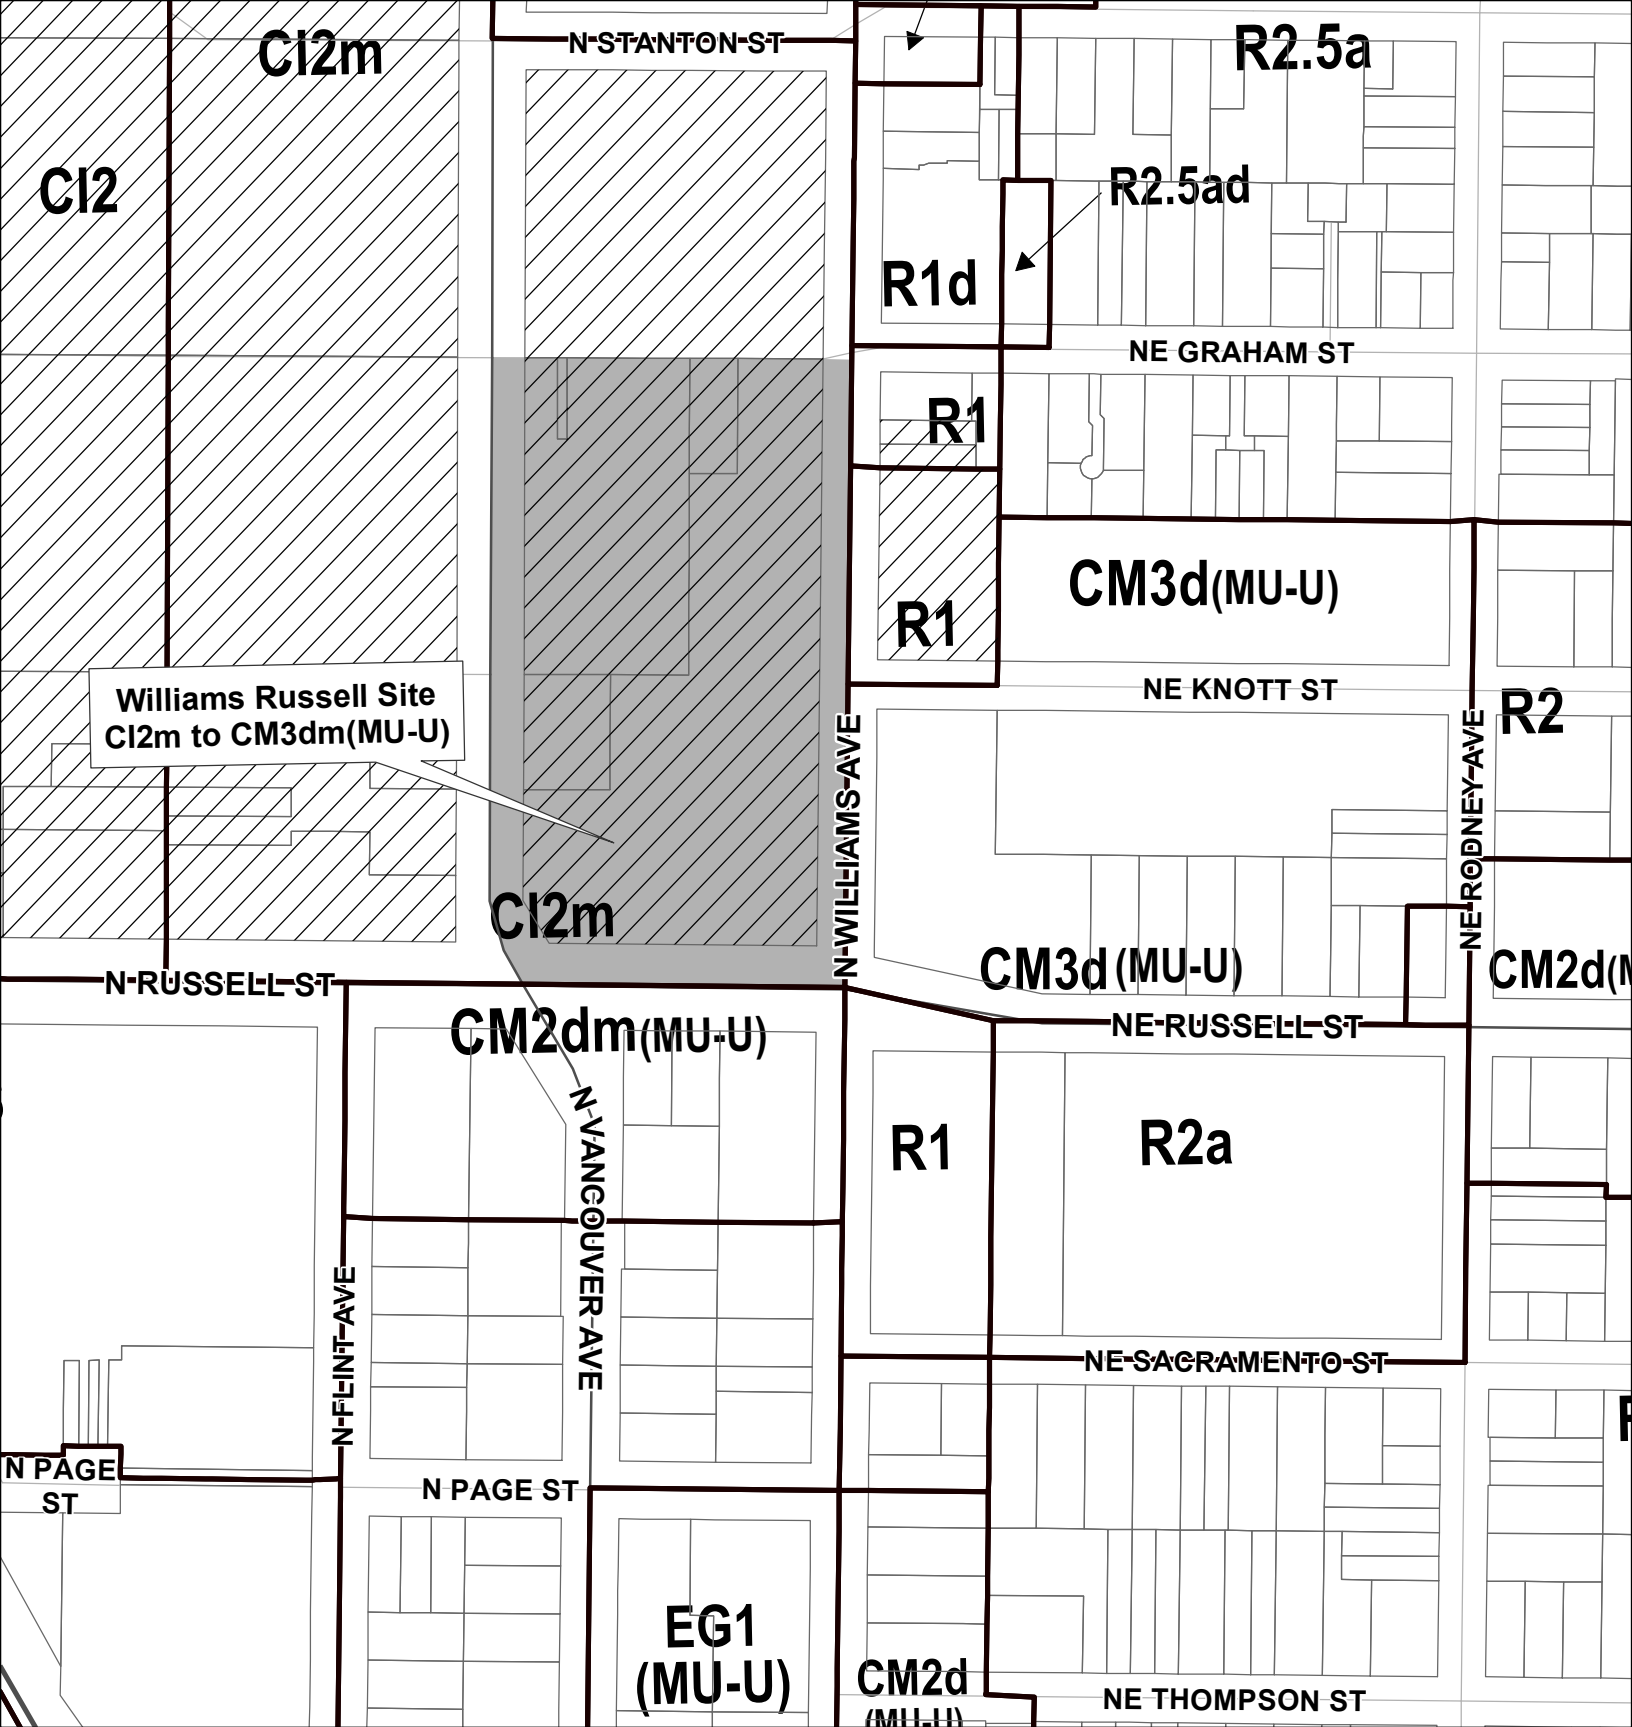 N STANTON ST
CI2m
R2.5a
CI2
R2.5ad
R1d
NE GRAHAM ST
R1
CM3d(MU-U)
R1
NE KNOTT ST
Williams Russell Site
CI2m to CM3dm(MU-U)
R2
N WILLIAMS AVE
NE RODNEY AVE
CI2m
CM3d (MU-U)
CM2d(M
N RUSSELL ST
NE RUSSELL ST
CM2dm(MU-U)
R1
R2a
N VANCOUVER AVE
N FLINT AVE
NE SACRAMENTO ST
N PAGE
ST
N PAGE ST
EG1
(MU-U)
CM2d
(MU-U)
NE THOMPSON ST